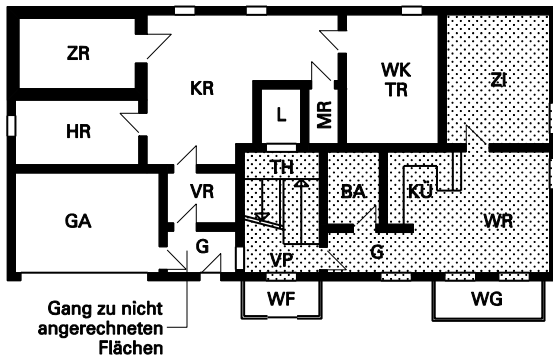 ZR
KR
WK
TR
ZI
L
MR
HR
TH
VR
BA
KÜ
GA
WR
G
VP
G
WF
WG
Gang zu nicht
angerechneten
Flächen